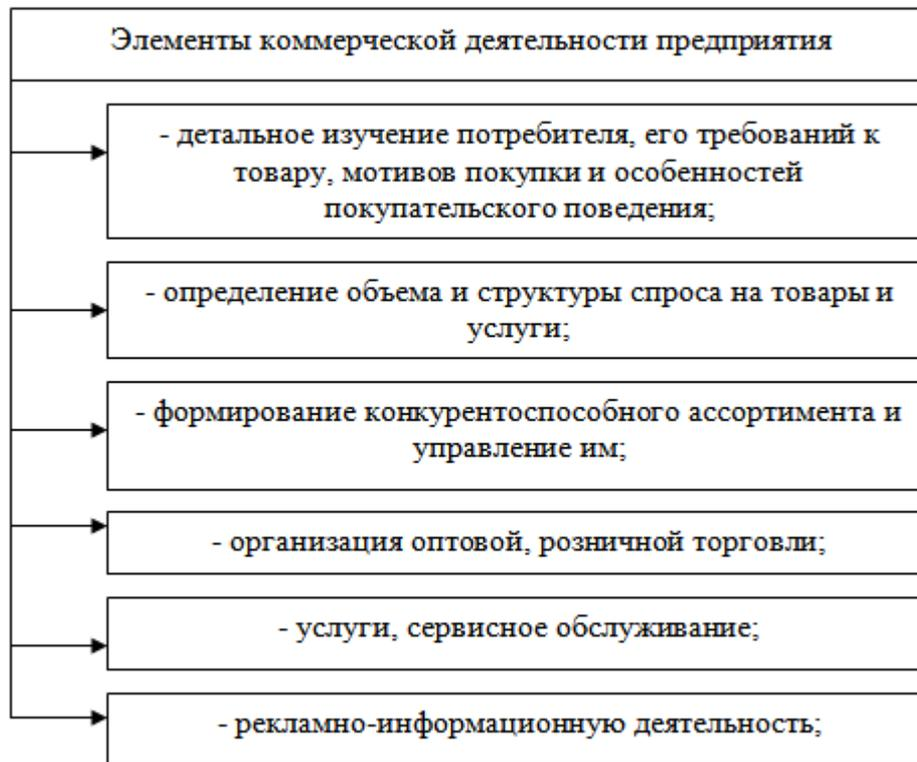 Элементы коммерческой деятельности предприятия
- детальное изучение потребителя, его требований к
товару, мотивов покупки и особенностей
покупательского поведения;
- определение объема и структуры спроса на товары и
услуги;
- формирование конкурентоспособного ассортимента и
управление им;
- организация оптовой, розничной торговли;
- услуги, сервисное обслуживание;
- рекламно-информационную деятельность;